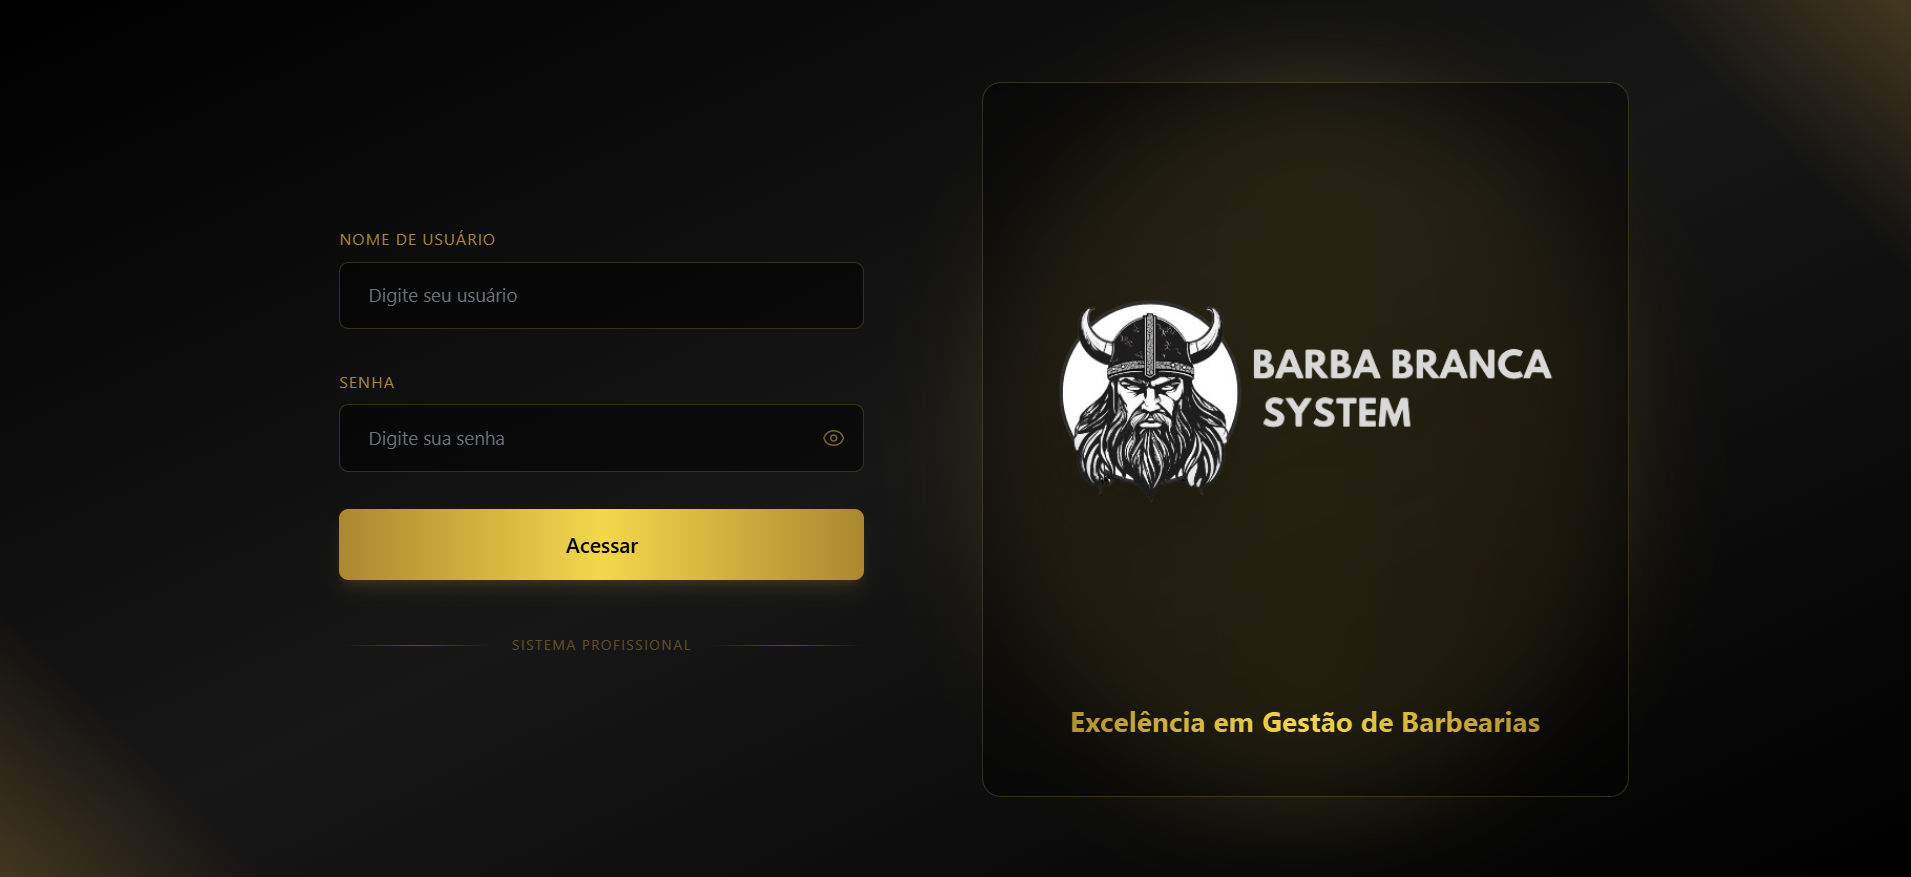 NOME DE USUÁRIO
Digite seu usuário
SENHA
Digite sua senha
Acessar
SISTEMA PROFISSIONAL
BARBA BRANCA
SYSTEM
Excelência em Gestão de Barbearias